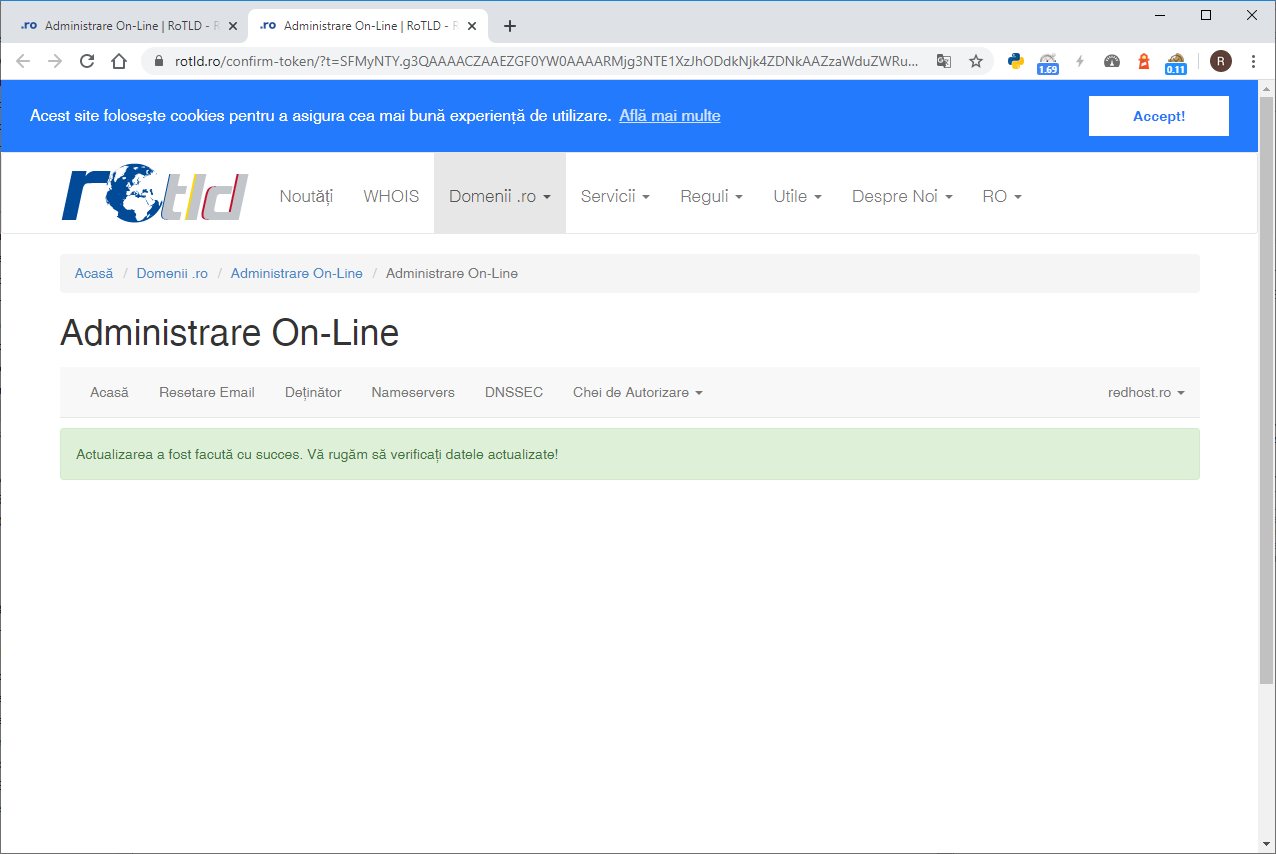 .ro Administrare On-Line | RoTLD - R
.ro Administrare On-Line | RoTLD - R
rotld.ro/confirm-token/?t=SFMyNTY.g3QAAAACZAAEZGF0YW0AAAARMjg3NTE1XzJhODdkNjk4ZDNkAAZzaWduZWRu...
1.69
0.11
R
Acest site folosește cookies pentru a asigura cea mai bună experiență de utilizare. Află mai multe
Accept!
rotld
Noutăți WHOIS Domenii .ro Servicii Reguli Utile Despre Noi RO
Acasă / Domenii .ro / Administrare On-Line / Administrare On-Line
Administrare On-Line
Acasă Resetare Email Deținător Nameservers DNSSEC Chei de Autorizare redhost.ro
Actualizarea a fost facută cu succes. Vă rugăm să verificați datele actualizate!